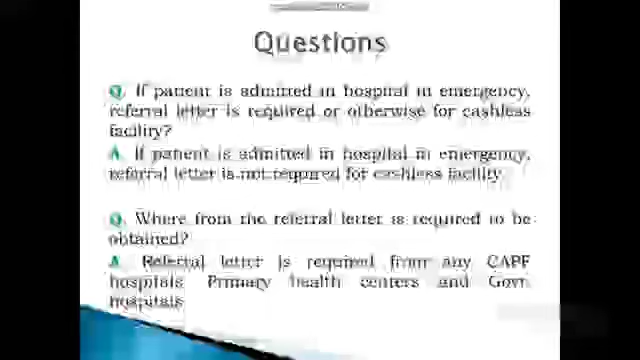 Questions
Q. If patient is admitted in hospital in emergency,
referral letter is required or otherwise for cashless
facility?
A. If patient is admitted in hospital in emergency,
referral letter is not required for cashless facility.
Q. Where from the referral letter is required to be
obtained?
A. Referral letter is required from any CAPF
hospitals, Primary health centers and Govt.
hospitals